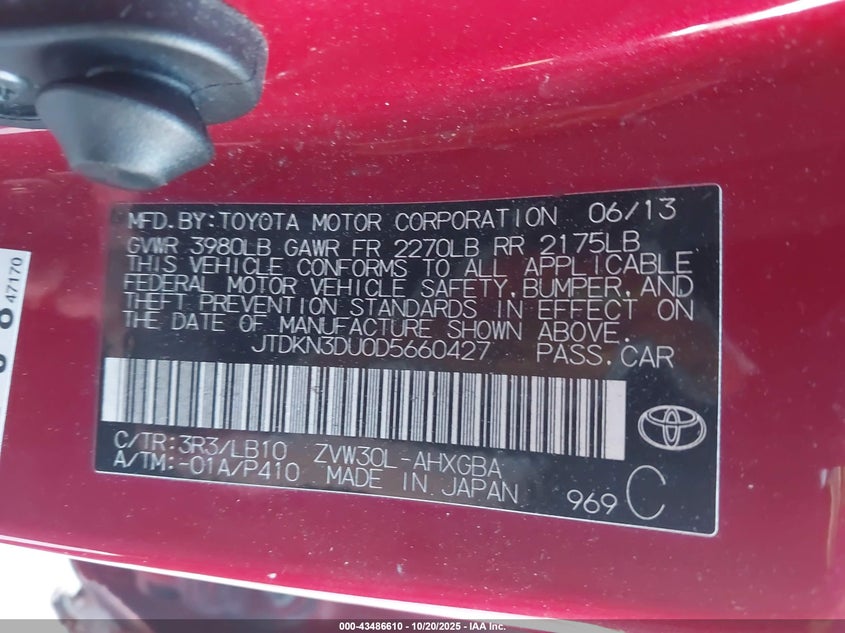 MFD.BY:TOYOTA MOTOR CORPORATION 06/13
GVWR 3980LB GAWR FR 2270LB RR 2175LB
THIS VEHICLE CONFORMS TO ALL APPLICABLE
FEDERAL MOTOR VEHICLE SAFETY,BUMPER,AND
THEFT PREVENTION STANDARDS IN EFFECT ON
THE DATE OF MANUFACTURE SHOWN ABOVE.
JTDKN3DU0D5660427 PASS.CAR
C/TR:3R3/LB10 ZVW30L-AHXGBA
A/TM:-01A/P410 MADE IN JAPAN
969 C
47170
000-43486610 - 10/20/2025 - IAA Inc.